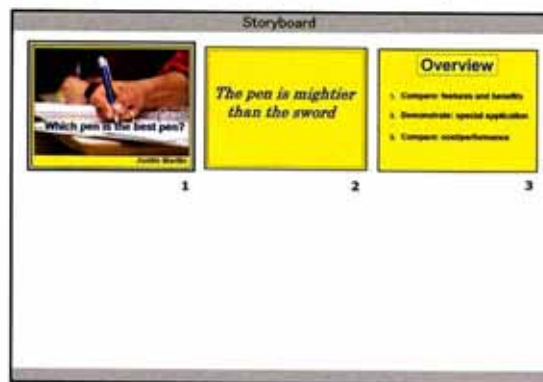 Storyboard
Which pen is the best pen?
The pen is mightier
than the sword
Overview
1. Compare: features and benefits
2. Demonstrate: special application
3. Compare: cost/performance
1
2
3